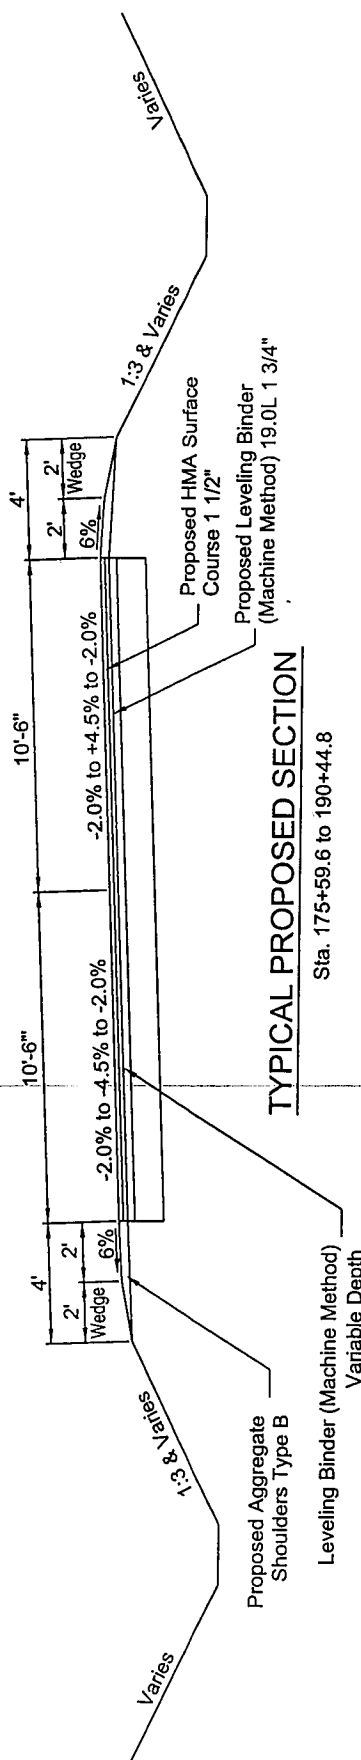 4'
2'
2'
Wedge
6%
10'-6"'
10'-6"
-2.0% to -4.5% to -2.0%
-2.0% to +4.5% to -2.0%
4'
2'
2'
Wedge
6%
Varies
1:3 & Varies
1:3 & Varies
Varies
Proposed HMA Surface
Course 1 1/2"
Proposed Leveling Binder
(Machine Method) 19.0L 1 3/4"
Proposed Aggregate
Shoulders Type B
Leveling Binder (Machine Method)
Variable Depth
TYPICAL PROPOSED SECTION
Sta. 175+59.6 to 190+44.8